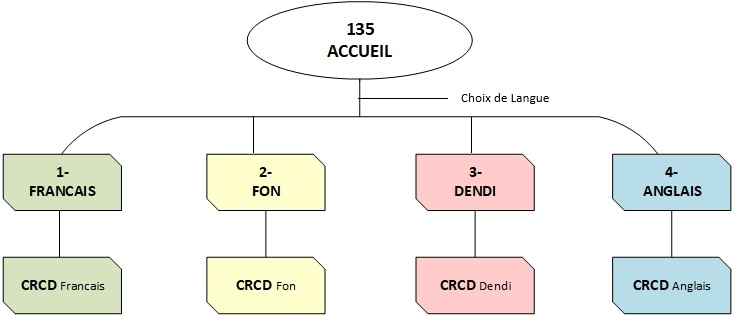 135
ACCUEIL
Choix de Langue
1-
FRANCAIS
2-
FON
3-
DENDI
4-
ANGLAIS
CRCD Francais
CRCD Fon
CRCD Dendi
CRCD Anglais